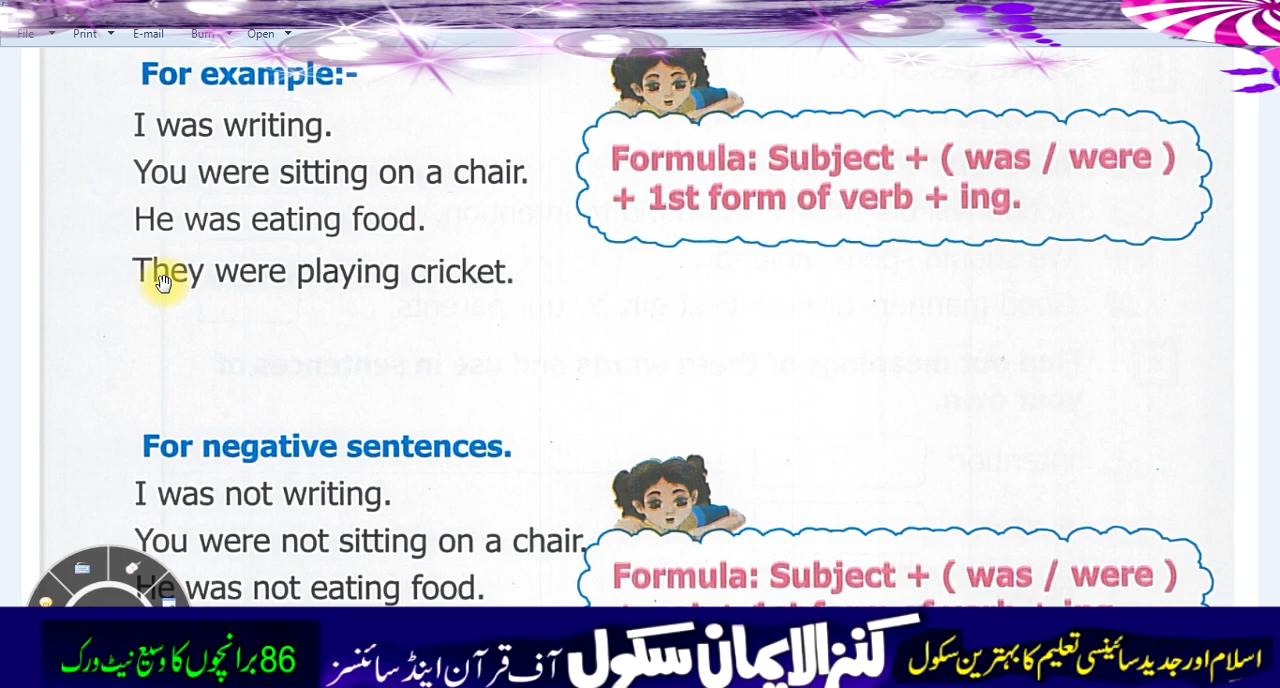 File Print E-mail Burn Open
For example:-
I was writing.
You were sitting on a chair.
He was eating food.
They were playing cricket.
Formula: Subject + ( was / were )
+ 1st form of verb + ing.
For negative sentences.
I was not writing.
You were not sitting on a chair.
He was not eating food.
Formula: Subject + ( was / were )
اسلام اور جدید سائینسی تعلیم کا بہترین سکول
کنزالایمان سکول آف قرآن اینڈ سائنسز
86 برانچوں کا وسیع نیٹ ورک